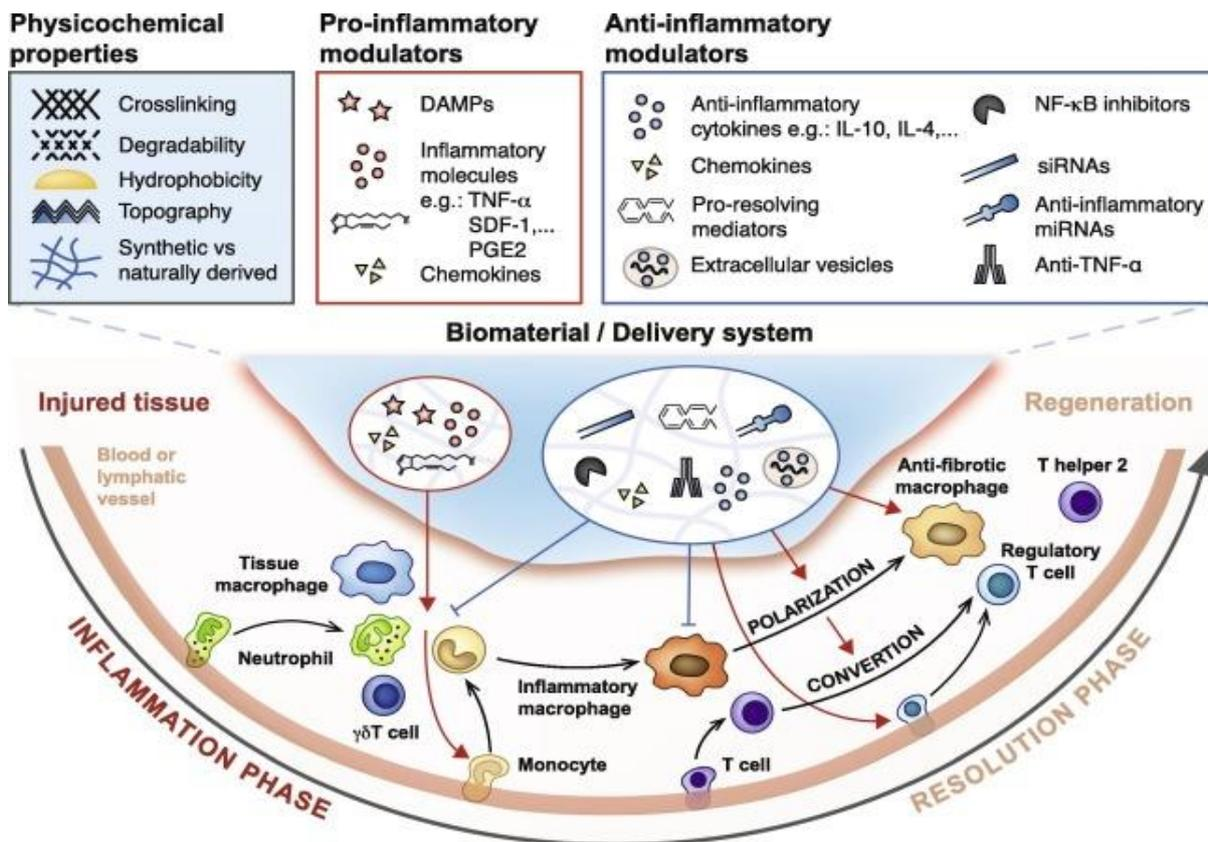 Physicochemical
properties
Crosslinking
Degradability
Hydrophobicity
Topography
Synthetic vs
naturally derived
Pro-inflammatory
modulators
DAMPs
Inflammatory
molecules
e.g.: TNF-α
SDF-1,...
PGE2
Chemokines
Anti-inflammatory
modulators
Anti-inflammatory
cytokines e.g.: IL-10, IL-4,...
Chemokines
Pro-resolving
mediators
Extracellular vesicles
NF-κB inhibitors
siRNAs
Anti-inflammatory
miRNAs
Anti-TNF-α
Biomaterial / Delivery system
Injured tissue
Regeneration
Blood or
lymphatic
vessel
Anti-fibrotic
macrophage
T helper 2
Tissue
macrophage
Regulatory
T cell
POLARIZATION
Neutrophil
Inflammatory
macrophage
CONVERTION
γδT cell
Monocyte
T cell
INFLAMMATION PHASE
RESOLUTION PHASE